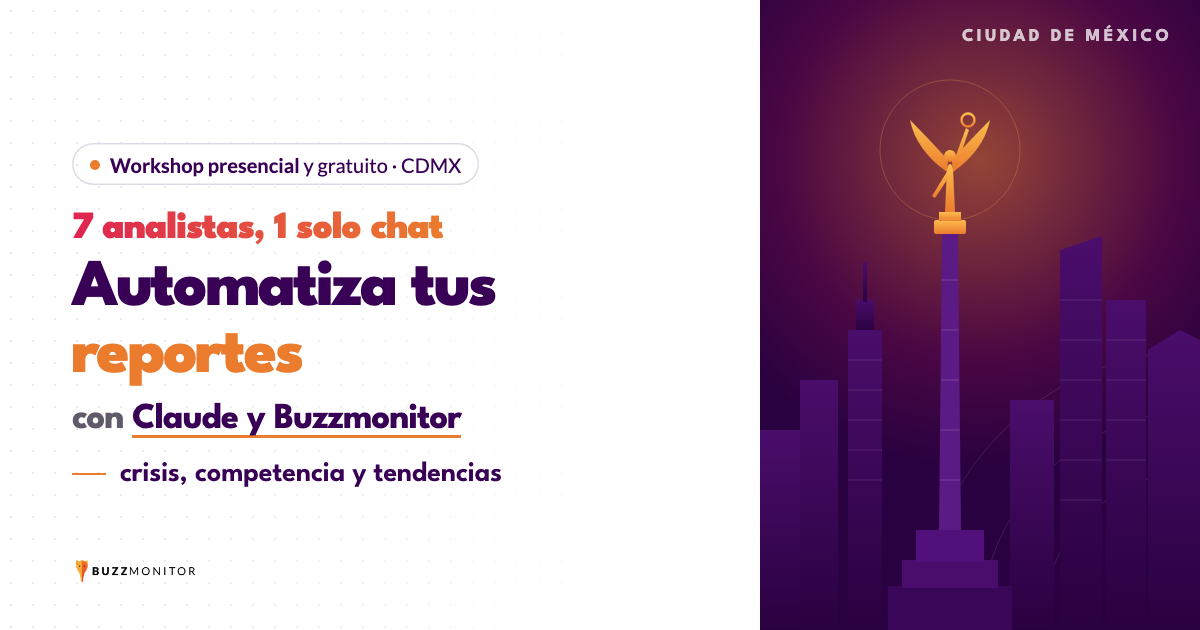 CIUDAD DE MÉXICO
Workshop presencial y gratuito · CDMX
7 analistas, 1 solo chat
Automatiza tus
reportes
con Claude y Buzzmonitor
crisis, competencia y tendencias
BUZZMONITOR